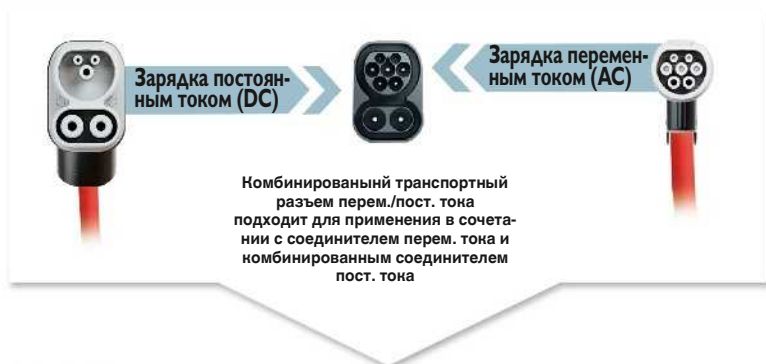 Зарядка постоян-
ным током (DC)
Зарядка перемен-
ным током (AC)
Комбинированынй транспортный
разъем перем./пост. тока
подходит для применения в сочета-
нии с соединителем перем. тока и
комбинированным соединителем
пост. тока